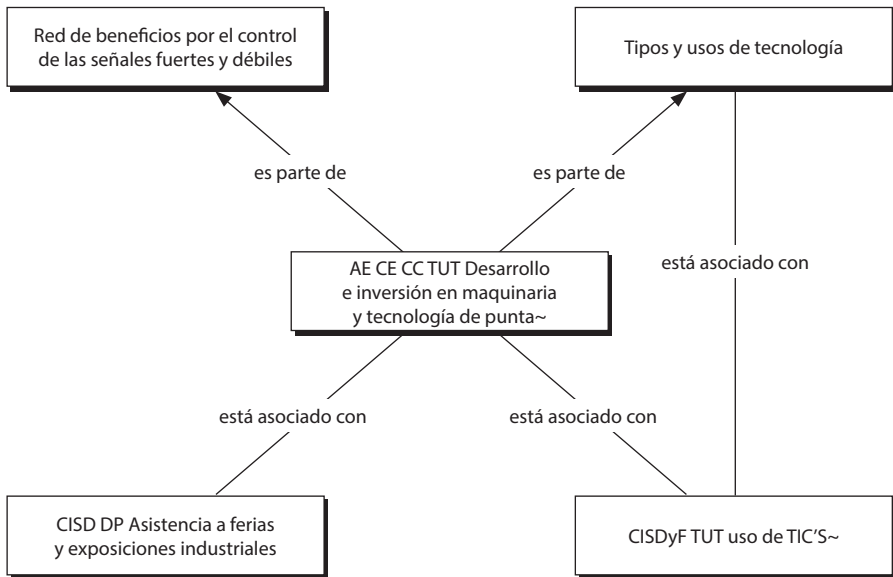 Red de beneficios por el control
de las señales fuertes y débiles
Tipos y usos de tecnología
es parte de
es parte de
AE CE CC TUT Desarrollo
e inversión en maquinaria
y tecnología de punta~
está asociado con
está asociado con
está asociado con
CISD DP Asistencia a ferias
y exposiciones industriales
CISDyF TUT uso de TIC'S~